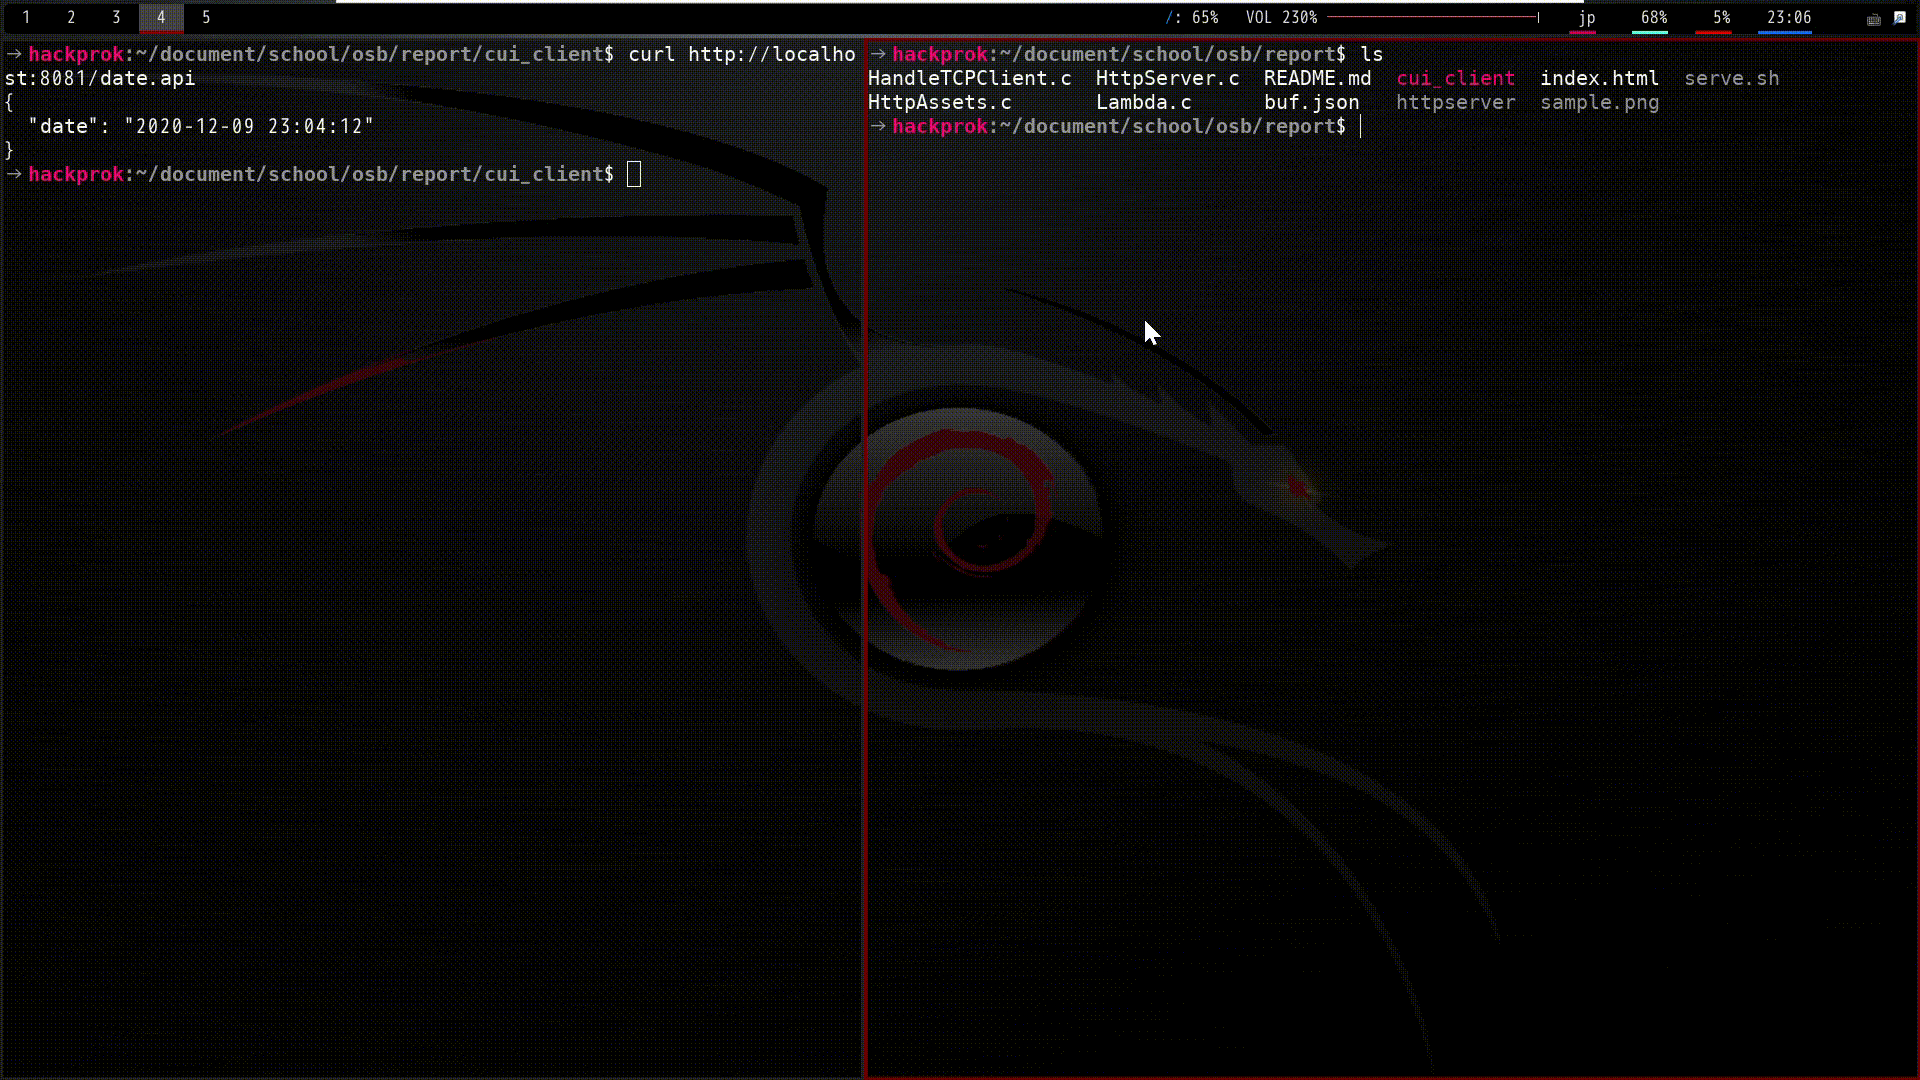 1 2 3 4 5 /: 65% VOL 230% jp 68% 5% 23:06
→ hackprok:~/document/school/osb/report/cui_client$ curl http://localho
st:8081/date.api
{
  "date": "2020-12-09 23:04:12"
}
→ hackprok:~/document/school/osb/report/cui_client$
→ hackprok:~/document/school/osb/report$ ls
HandleTCPClient.c  HttpServer.c  README.md  cui_client  index.html  serve.sh
HttpAssets.c       Lambda.c      buf.json   httpserver  sample.png
→ hackprok:~/document/school/osb/report$